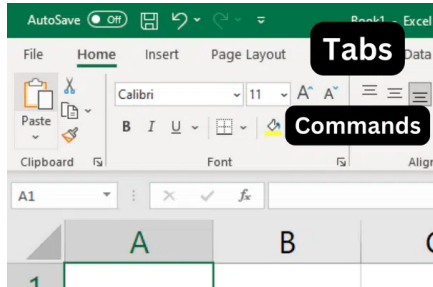 AutoSave Off Book1 - Excel
File Home Insert Page Layout Tabs Data
Calibri 11 A A
Paste B I U A Commands
Clipboard Font
A1 fx
A B
1